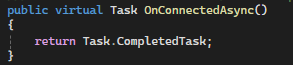 public virtual Task OnConnectedAsync()
{
    return Task.CompletedTask;
}